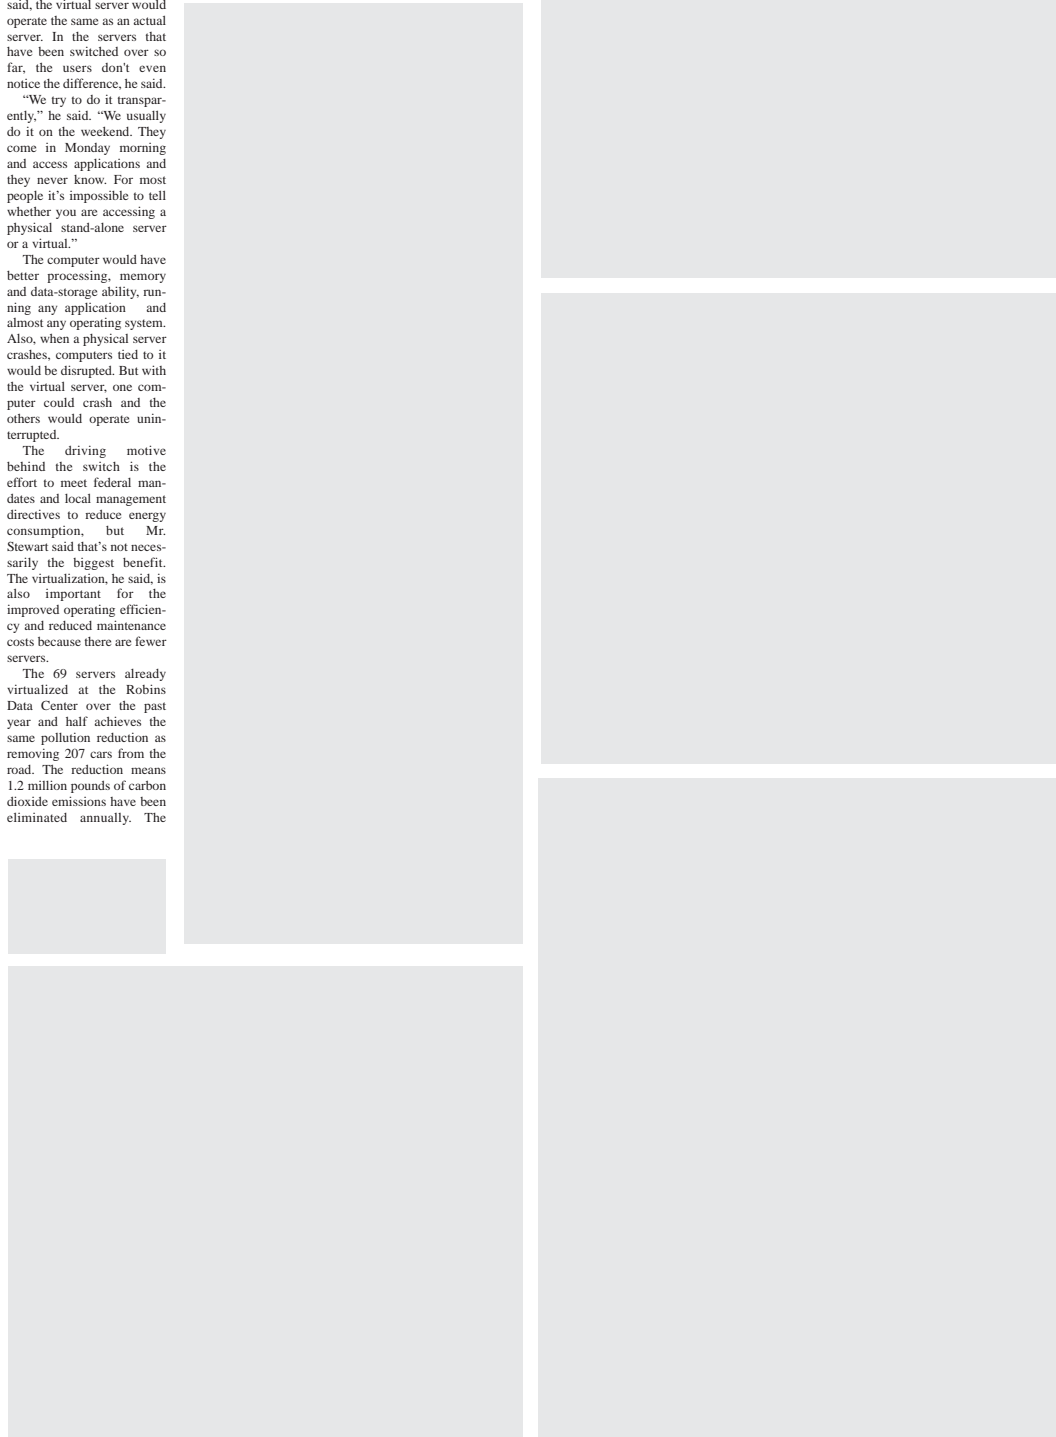 said, the virtual server would
operate the same as an actual
server. In the servers that
have been switched over so
far, the users don't even
notice the difference, he said.
“We try to do it transpar-
ently,” he said. “We usually
do it on the weekend. They
come in Monday morning
and access applications and
they never know. For most
people it’s impossible to tell
whether you are accessing a
physical stand-alone server
or a virtual.”
The computer would have
better processing, memory
and data-storage ability, run-
ning any application and
almost any operating system.
Also, when a physical server
crashes, computers tied to it
would be disrupted. But with
the virtual server, one com-
puter could crash and the
others would operate unin-
terrupted.
The driving motive
behind the switch is the
effort to meet federal man-
dates and local management
directives to reduce energy
consumption, but Mr.
Stewart said that’s not neces-
sarily the biggest benefit.
The virtualization, he said, is
also important for the
improved operating efficien-
cy and reduced maintenance
costs because there are fewer
servers.
The 69 servers already
virtualized at the Robins
Data Center over the past
year and half achieves the
same pollution reduction as
removing 207 cars from the
road. The reduction means
1.2 million pounds of carbon
dioxide emissions have been
eliminated annually. The